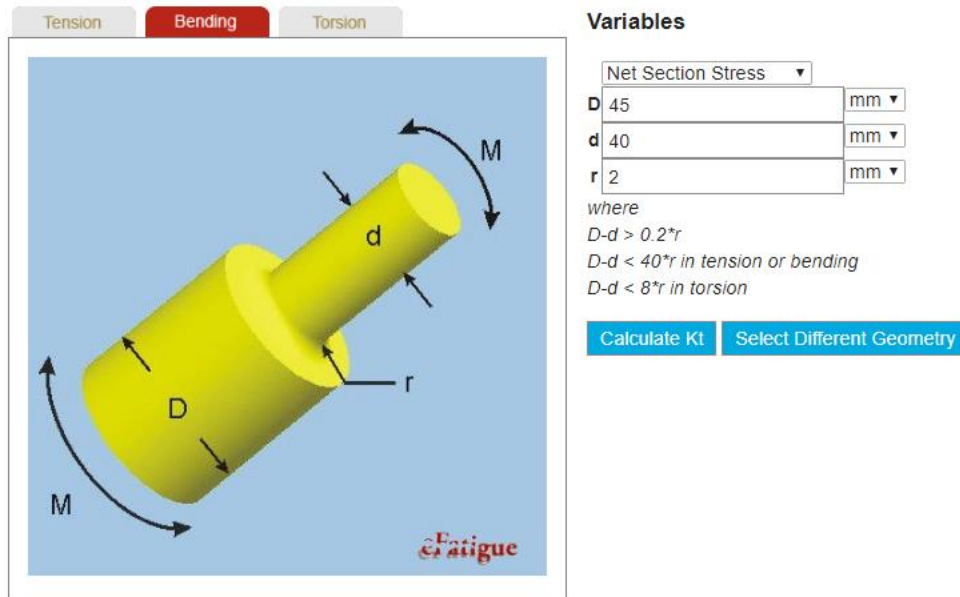 Tension Bending Torsion
M
d
r
D
M
eFatigue
Variables
Net Section Stress ▼
D 45 mm ▼
d 40 mm ▼
r 2 mm ▼
where
D-d > 0.2*r
D-d < 40*r in tension or bending
D-d < 8*r in torsion
Calculate Kt Select Different Geometry